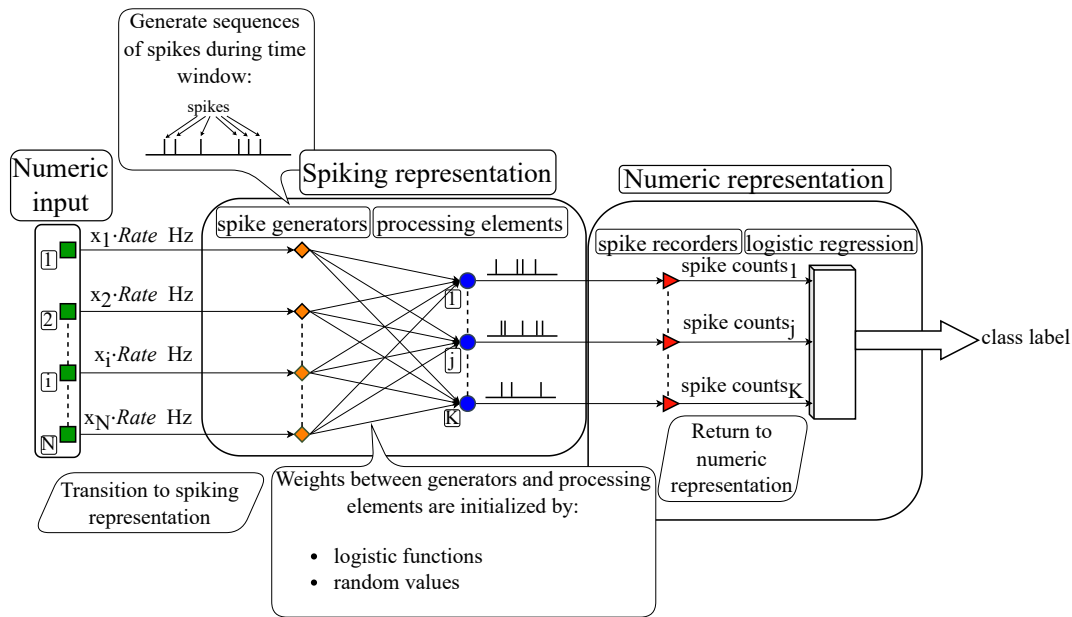 Generate sequences
of spikes during time
window:
spikes
Numeric
input
Spiking representation
Numeric representation
spike generators
processing elements
spike recorders
logistic regression
x1·Rate Hz
1
x2·Rate Hz
2
xi·Rate Hz
i
xN·Rate Hz
N
1
j
K
spike counts1
spike countsj
spike countsK
class label
Transition to spiking
representation
Return to
numeric
representation
Weights between generators and processing
elements are initialized by:
• logistic functions
• random values